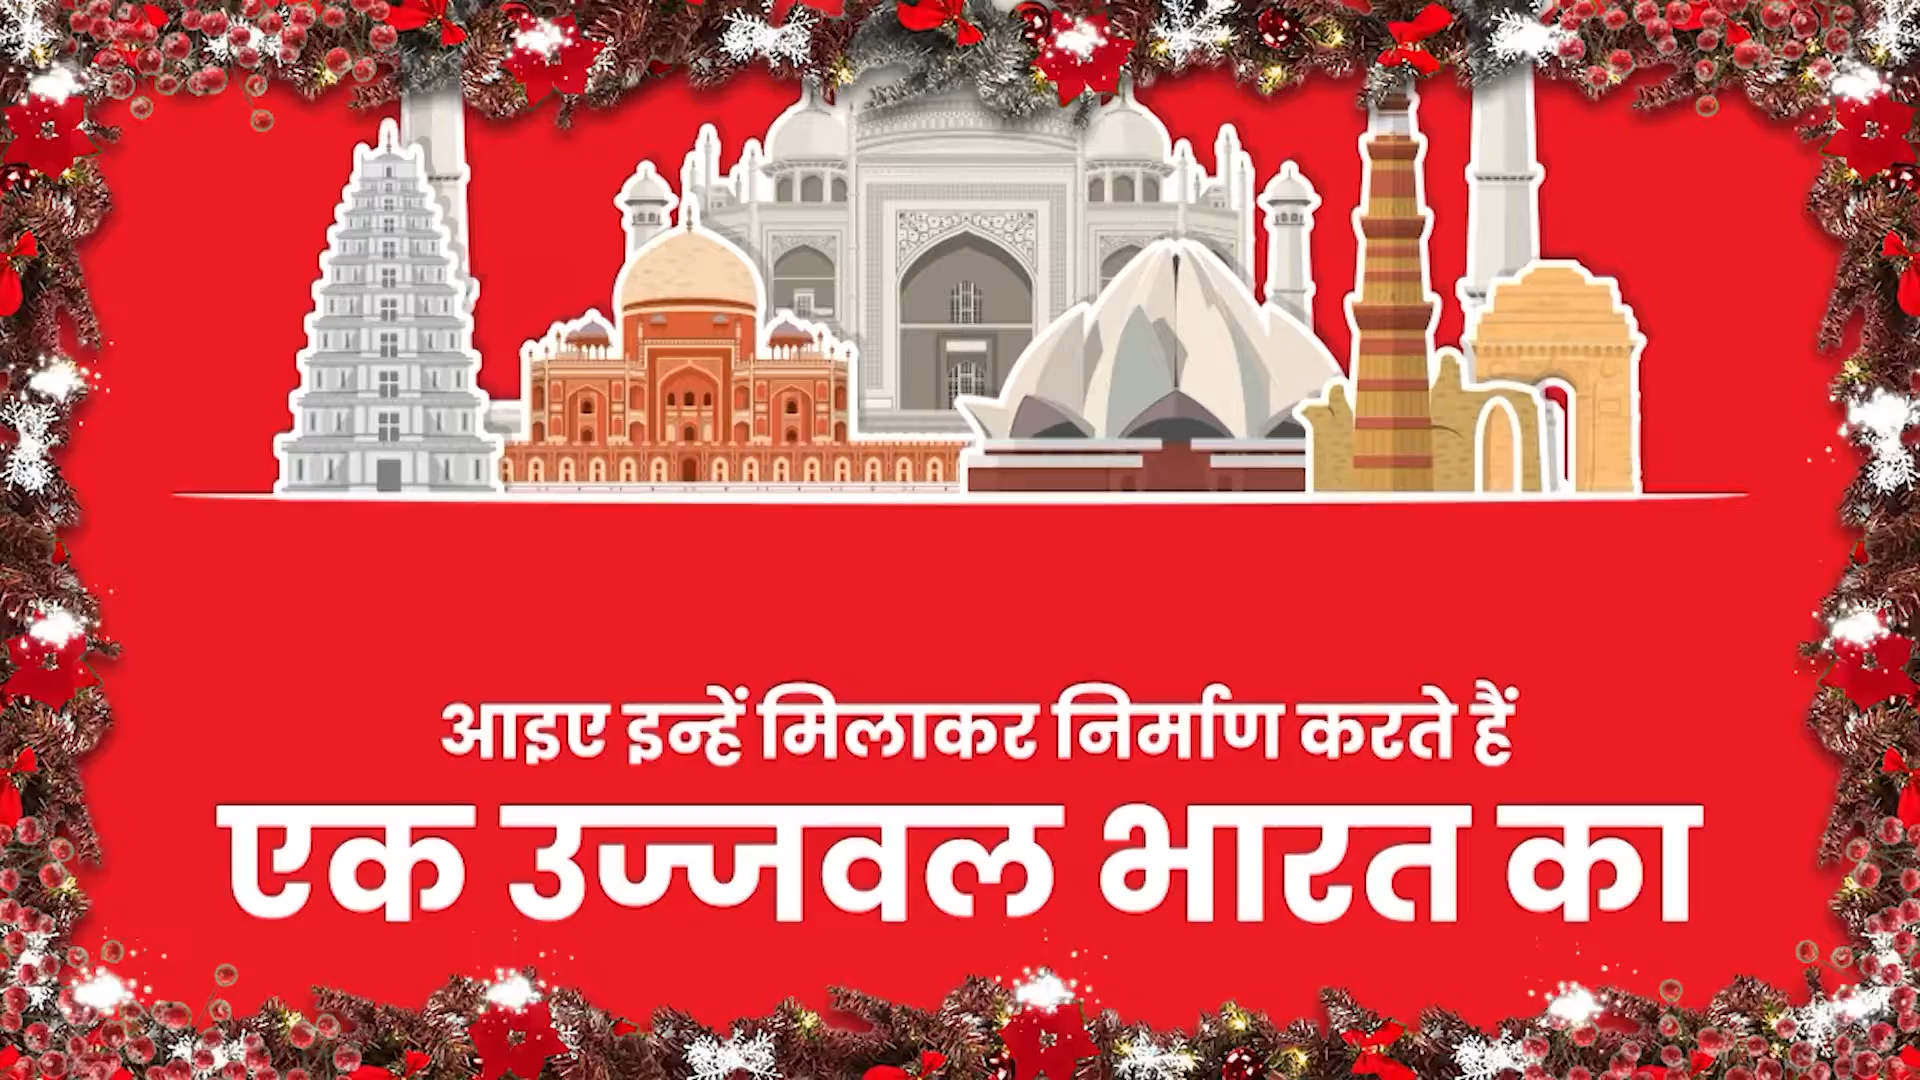 आइए इन्हें मिलाकर निर्माण करते हैं
एक उज्जवल भारत का